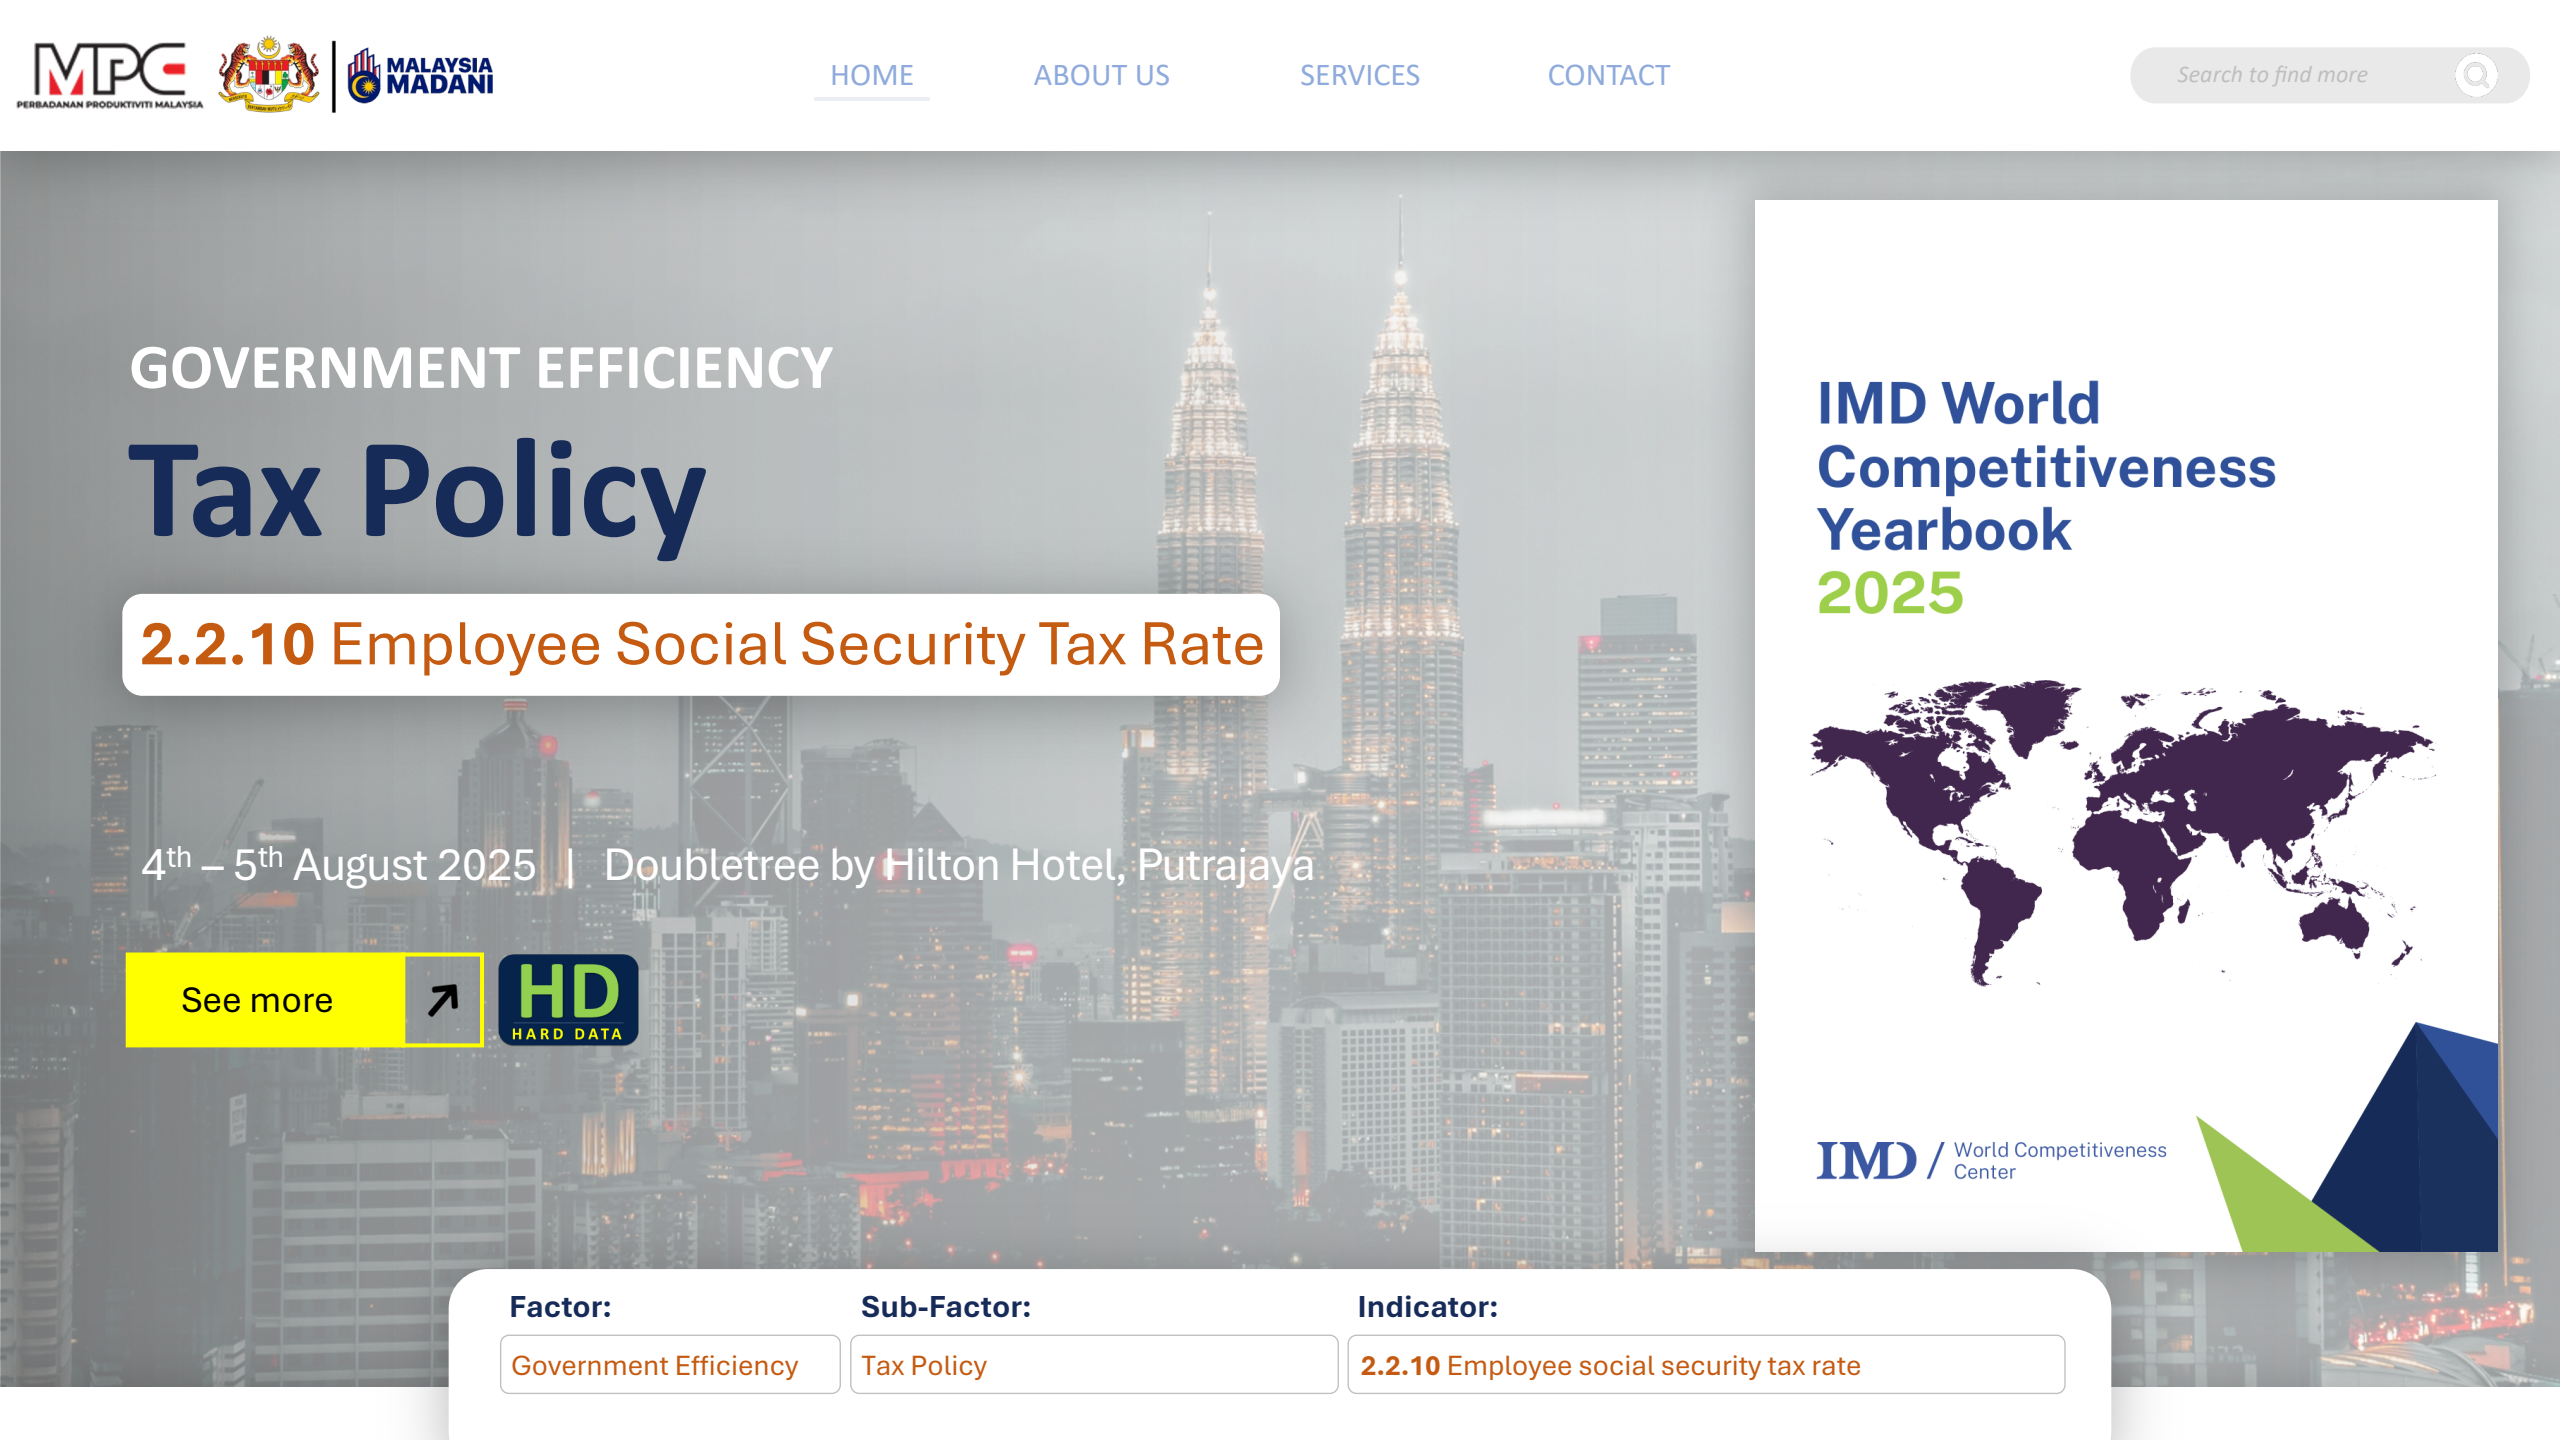 MPC
PERBADANAN PRODUKTIVITI MALAYSIA
MALAYSIA
MADANI
HOME
ABOUT US
SERVICES
CONTACT
Search to find more
GOVERNMENT EFFICIENCY
Tax Policy
2.2.10 Employee Social Security Tax Rate
4th – 5th August 2025 | Doubletree by Hilton Hotel, Putrajaya
See more
HD
HARD DATA
IMD World
Competitiveness
Yearbook
2025
IMD / World Competitiveness
Center
Factor:
Sub-Factor:
Indicator:
Government Efficiency
Tax Policy
2.2.10 Employee social security tax rate